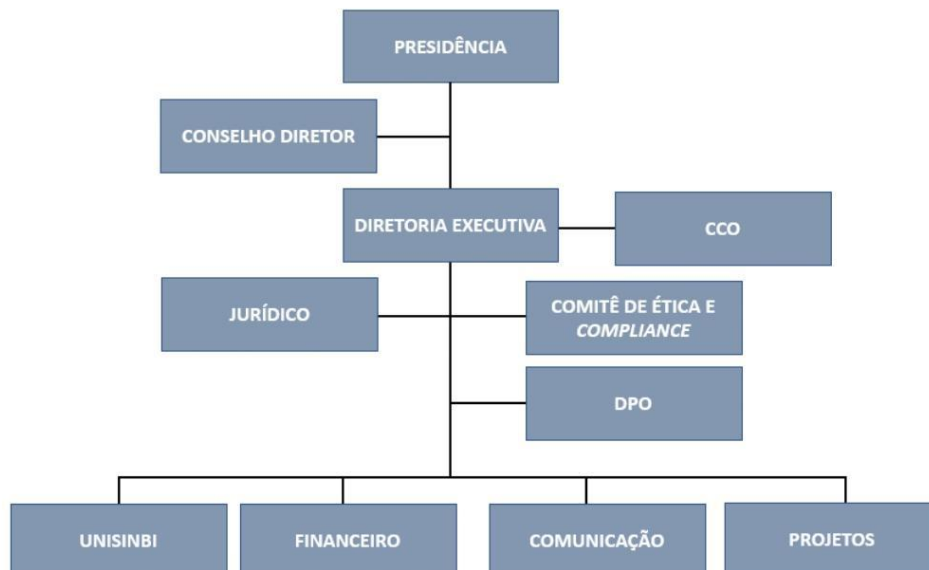 PRESIDÊNCIA
CONSELHO DIRETOR
DIRETORIA EXECUTIVA
CCO
JURÍDICO
COMITÊ DE ÉTICA E
COMPLIANCE
DPO
UNISINBI
FINANCEIRO
COMUNICAÇÃO
PROJETOS